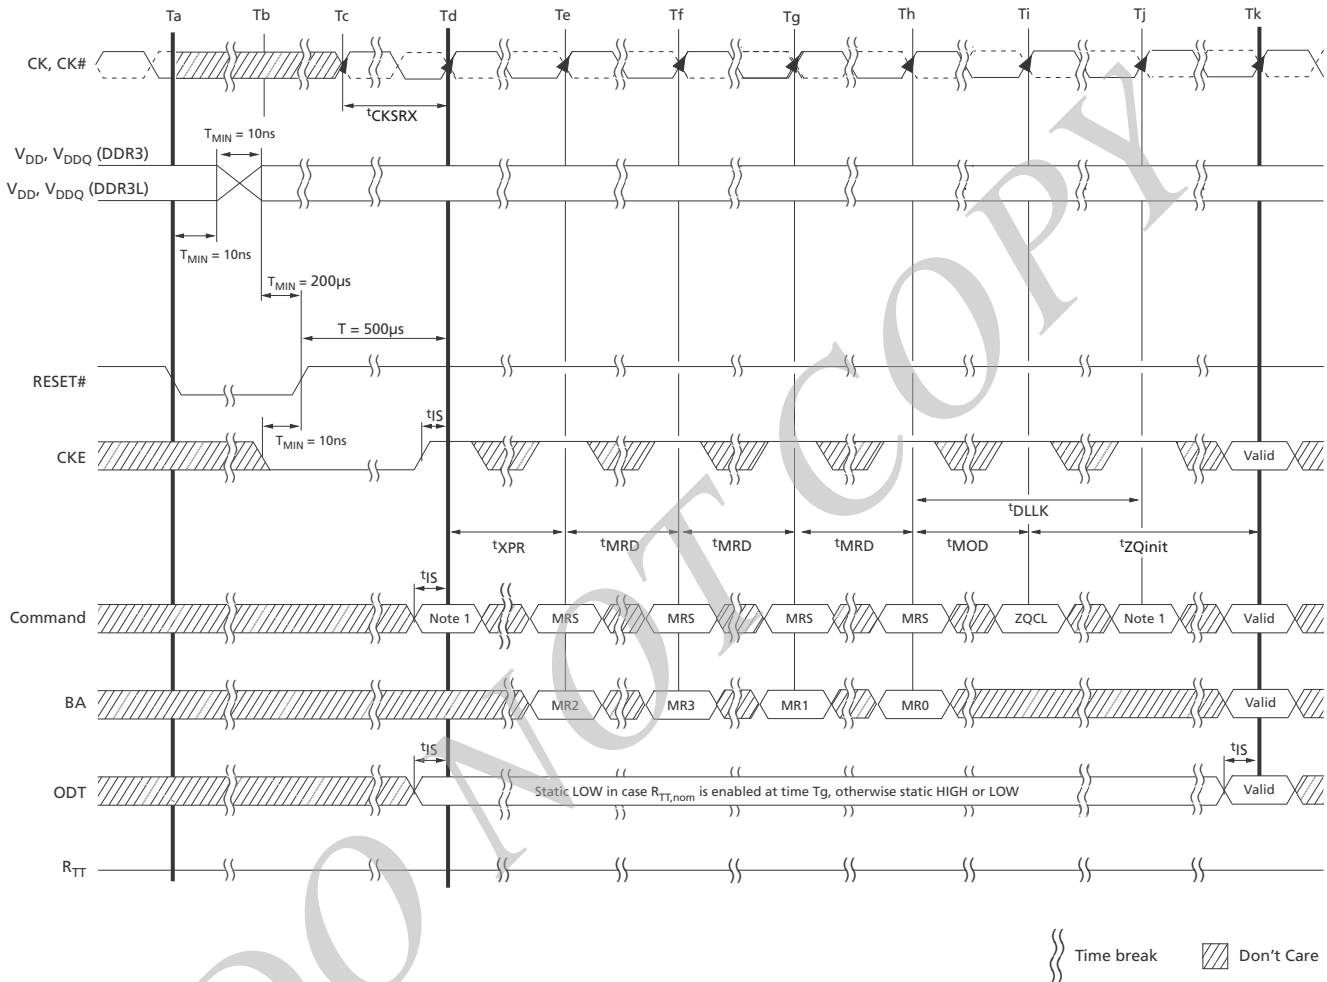 Ta Tb Tc Td Te Tf Tg Th Ti Tj Tk
CK, CK#
tCKSRX
TMIN = 10ns
VDD, VDDQ (DDR3)
VDD, VDDQ (DDR3L)
TMIN = 10ns
TMIN = 200μs
T = 500μs
RESET#
tIS
TMIN = 10ns
CKE
Valid
tDLLK
tXPR tMRD tMRD tMRD tMOD tZQinit
tIS
Command Note 1 MRS MRS MRS MRS ZQCL Note 1 Valid
BA MR2 MR3 MR1 MR0 Valid
tIS tIS
ODT Static LOW in case RTT,nom is enabled at time Tg, otherwise static HIGH or LOW Valid
RTT
Time break Don't Care
DO NOT COPY